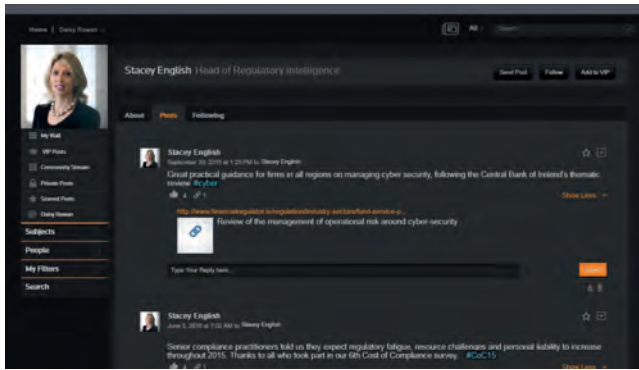 Home | Daisy Rowan
All
Search
Stacey English Head of Regulatory Intelligence
Send Post
Follow
Add to VIP
About
Posts
Following
My Wall
VIP Posts
Community Stream
Private Posts
Starred Posts
Daisy Rowan
Subjects
People
My Filters
Search
Stacey English
September 30, 2015 at 1:25 PM to Stacey English
Great practical guidance for firms in all regions on managing cyber security, following the Central Bank of Ireland's thematic
review #cyber
4 1
Show Less
Review of the management of operational risk around cyber-security .
Type Your Reply here...
Stacey English
2015 at 7:02 AM to Stacey English
Senior compliance practitioners told us they expect regulatory fatigue, resource challenges and personal liability to increase
throughout 2015. Thanks to all who took part in our 6th Cost of Compliance survey. #CoC15
4 1
Show Less